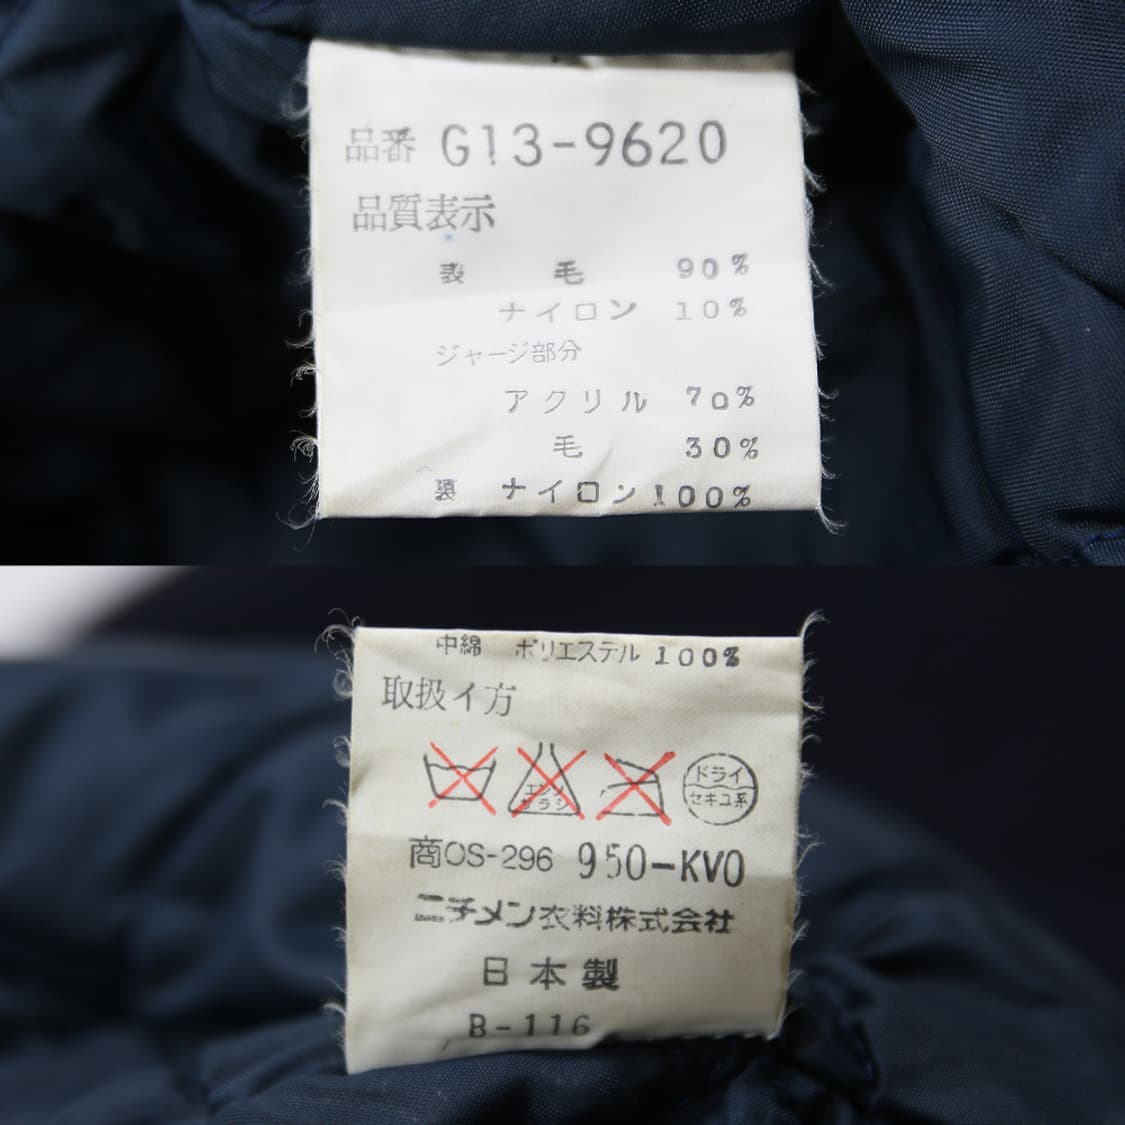 品番 G13-9620
品質表示
表 毛 90%
ナイロン 10%
ジャージ部分
アクリル 70%
毛 30%
裏 ナイロン 100%
中綿 ポリエステル 100%
取扱イ方
エンソ
サラシ
ドライ
セキユ系
商OS-296 950-KVO
ニチメン衣料株式会社
日本製
B-116